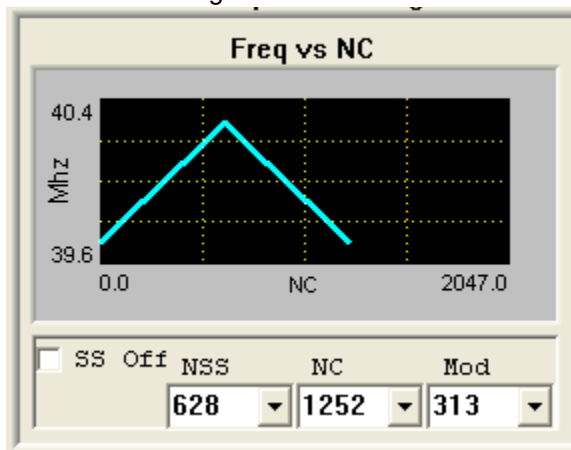 Freq vs NC
40.4
Mhz
39.6
0.0 NC 2047.0
SS Off NSS NC Mod
628 1252 313